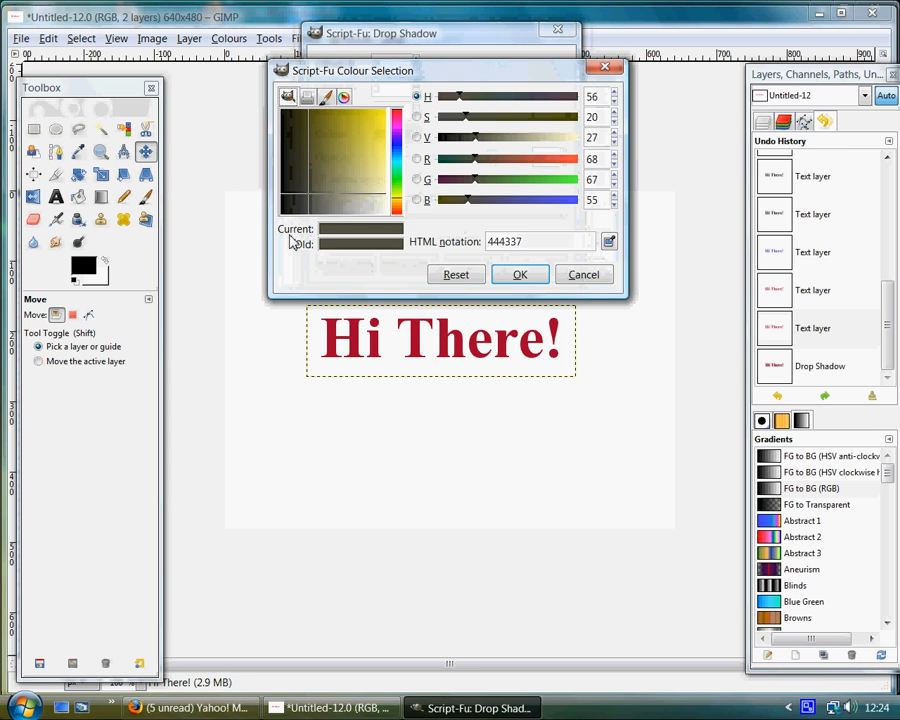 *Untitled-12.0 (RGB, 2 layers) 640x480 – GIMP
File Edit Select View Image Layer Colours Tools
Script-Fu: Drop Shadow
Script-Fu Colour Selection
H 56
S 20
V 27
R 68
G 67
B 55
Current:
Old:
HTML notation: 444337
Reset OK Cancel
Hi There!
Toolbox
Move
Move:
Tool Toggle (Shift)
Pick a layer or guide
Move the active layer
Layers, Channels, Paths, Un...
Untitled-12
Auto
Undo History
Text layer
Text layer
Text layer
Text layer
Text layer
Drop Shadow
Gradients
FG to BG (HSV anti-clockw
FG to BG (HSV clockwise h
FG to BG (RGB)
FG to Transparent
Abstract 1
Abstract 2
Abstract 3
Aneurism
Blinds
Blue Green
Browns
Hi There! (2.9 MB)
(5 unread) Yahoo! M...
*Untitled-12.0 (RGB, ...
Script-Fu: Drop Shad...
12:24